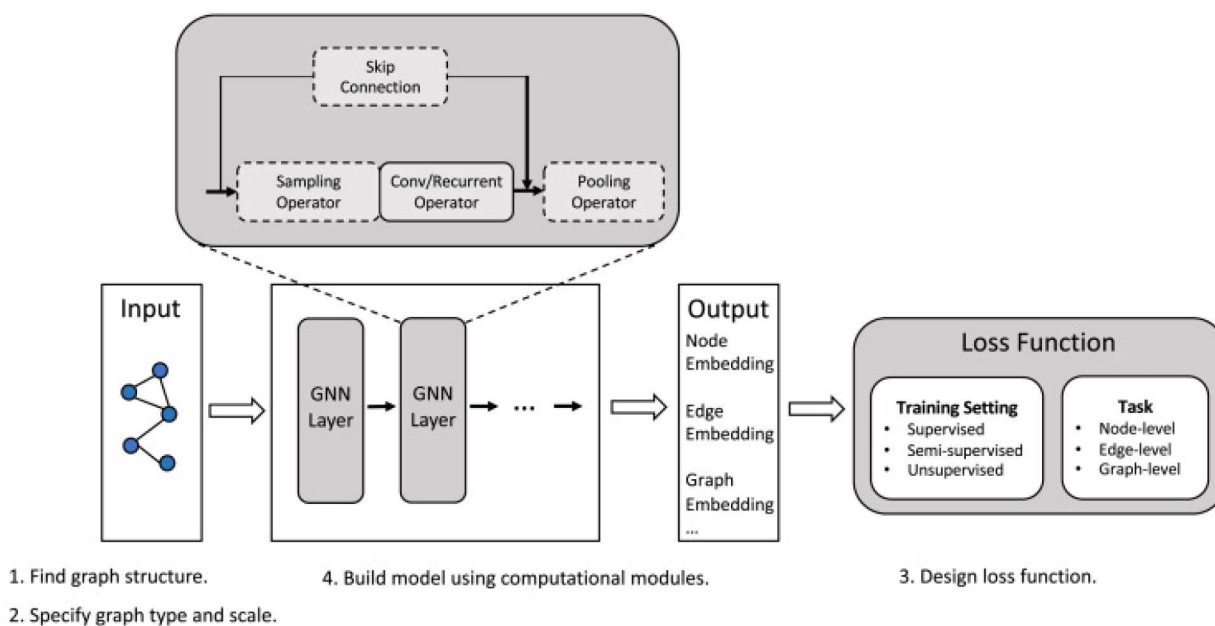 Skip
Connection
Sampling
Operator
Conv/Recurrent
Operator
Pooling
Operator
Input
GNN
Layer
GNN
Layer
...
Output
Node
Embedding
Edge
Embedding
Graph
Embedding
...
Loss Function
Training Setting
• Supervised
• Semi-supervised
• Unsupervised
Task
• Node-level
• Edge-level
• Graph-level
1. Find graph structure.
2. Specify graph type and scale.
4. Build model using computational modules.
3. Design loss function.